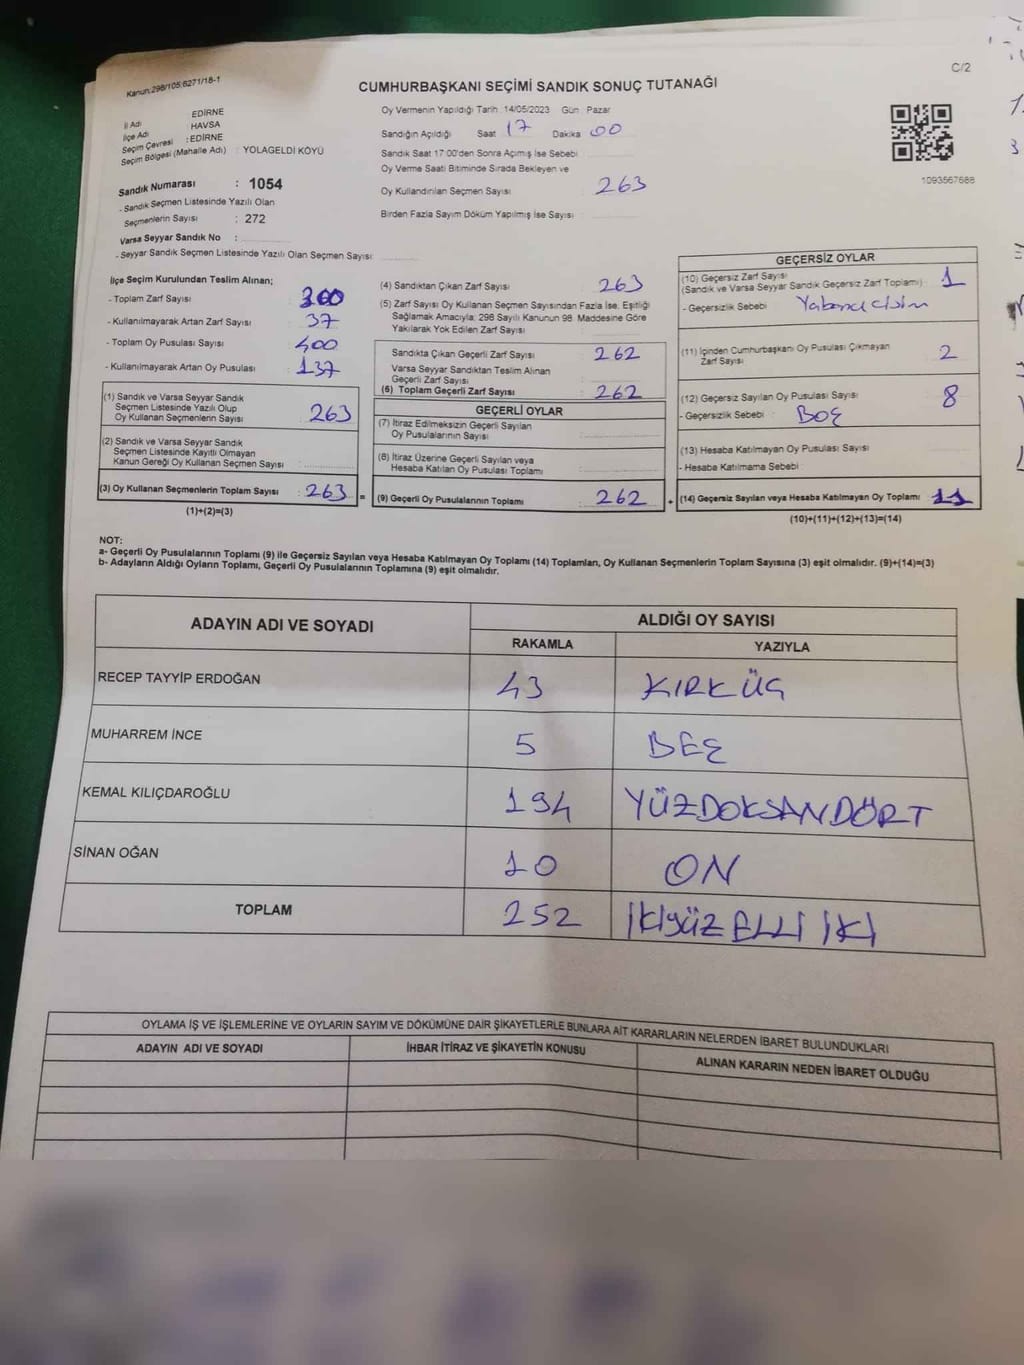 Kanun:298/105:6271/18-1
C/2
CUMHURBAŞKANI SEÇİMİ SANDIK SONUÇ TUTANAĞI
İl Adı EDİRNE
İlçe Adı HAVSA
Seçim Çevresi : EDİRNE
Seçim Bölgesi (Mahalle Adı) : YOLAGELDİ KÖYÜ
Sandık Numarası : 1054
- Sandık Seçmen Listesinde Yazılı Olan
Seçmenlerin Sayısı : 272
Varsa Seyyar Sandık No :
- Seyyar Sandık Seçmen Listesinde Yazılı Olan Seçmen Sayısı:
Oy Vermenin Yapıldığı Tarih : 14/05/2023 Gün : Pazar
Sandığın Açıldığı Saat 17 Dakika 00
Sandık Saat 17:00'den Sonra Açımış İse Sebebi
Oy Verme Saati Bitiminde Sırada Bekleyen ve
Oy Kullandırılan Seçmen Sayısı 263
Birden Fazla Sayım Döküm Yapılmış İse Sayısı :
1093567688
İlçe Seçim Kurulundan Teslim Alınan;
- Toplam Zarf Sayısı 300
- Kullanılmayarak Artan Zarf Sayısı : 37
- Toplam Oy Pusulası Sayısı : 400
- Kullanılmayarak Artan Oy Pusulası : 137
(1) Sandık ve Varsa Seyyar Sandık
Seçmen Listesinde Yazılı Olup
Oy Kullanan Seçmenlerin Sayısı : 263
(2) Sandık ve Varsa Seyyar Sandık
Seçmen Listesinde Kayıtlı Olmayan
Kanun Gereği Oy Kullanan Seçmen Sayısı :
(3) Oy Kullanan Seçmenlerin Toplam Sayısı : 263 =
(1)+(2)=(3)
(4) Sandıktan Çıkan Zarf Sayısı : 263
(5) Zarf Sayısı Oy Kullanan Seçmen Sayısından Fazla İse, Eşitliği
Sağlamak Amacıyla, 298 Sayılı Kanunun 98. Maddesine Göre
Yakılarak Yok Edilen Zarf Sayısı :
Sandıkta Çıkan Geçerli Zarf Sayısı : 262
Varsa Seyyar Sandıktan Teslim Alınan
Geçerli Zarf Sayısı
(6) Toplam Geçerli Zarf Sayısı : 262
GEÇERLİ OYLAR
(7) İtiraz Edilmeksizin Geçerli Sayılan
Oy Pusulalarının Sayısı :
(8) İtiraz Üzerine Geçerli Sayılan veya
Hesaba Katılan Oy Pusulası Toplamı :
(9) Geçerli Oy Pusulalarının Toplamı : 262 +
GEÇERSİZ OYLAR
(10) Geçersiz Zarf Sayısı
(Sandık ve Varsa Seyyar Sandık Geçersiz Zarf Toplamı) : 1
- Geçersizlik Sebebi : Yabancı Cisim
(11) İçinden Cumhurbaşkanı Oy Pusulası Çıkmayan
Zarf Sayısı : 2
(12) Geçersiz Sayılan Oy Pusulası Sayısı : 8
- Geçersizlik Sebebi : BOŞ
(13) Hesaba Katılmayan Oy Pusulası Sayısı
- Hesaba Katılmama Sebebi
(14) Geçersiz Sayılan veya Hesaba Katılmayan Oy Toplamı : 11
(10)+(11)+(12)+(13)=(14)
NOT:
a- Geçerli Oy Pusulalarının Toplamı (9) ile Geçersiz Sayılan veya Hesaba Katılmayan Oy Toplamı (14) Toplamları, Oy Kullanan Seçmenlerin Toplam Sayısına (3) eşit olmalıdır. (9)+(14)=(3)
b- Adayların Aldığı Oyların Toplamı, Geçerli Oy Pusulalarının Toplamına (9) eşit olmalıdır.
ADAYIN ADI VE SOYADI ALDIĞI OY SAYISI
RAKAMLA YAZIYLA
RECEP TAYYİP ERDOĞAN 43 KIRKÜÇ
MUHARREM İNCE 5 BEŞ
KEMAL KILIÇDAROĞLU 194 YÜZDOKSANDÖRT
SİNAN OĞAN 10 ON
TOPLAM 252 İKİYÜZ ELLİ İKİ
OYLAMA İŞ VE İŞLEMLERİNE VE OYLARIN SAYIM VE DÖKÜMÜNE DAİR ŞİKAYETLERLE BUNLARA AİT KARARLARIN NELERDEN İBARET BULUNDUKLARI
ADAYIN ADI VE SOYADI İHBAR İTİRAZ VE ŞİKAYETİN KONUSU ALINAN KARARIN NEDEN İBARET OLDUĞU